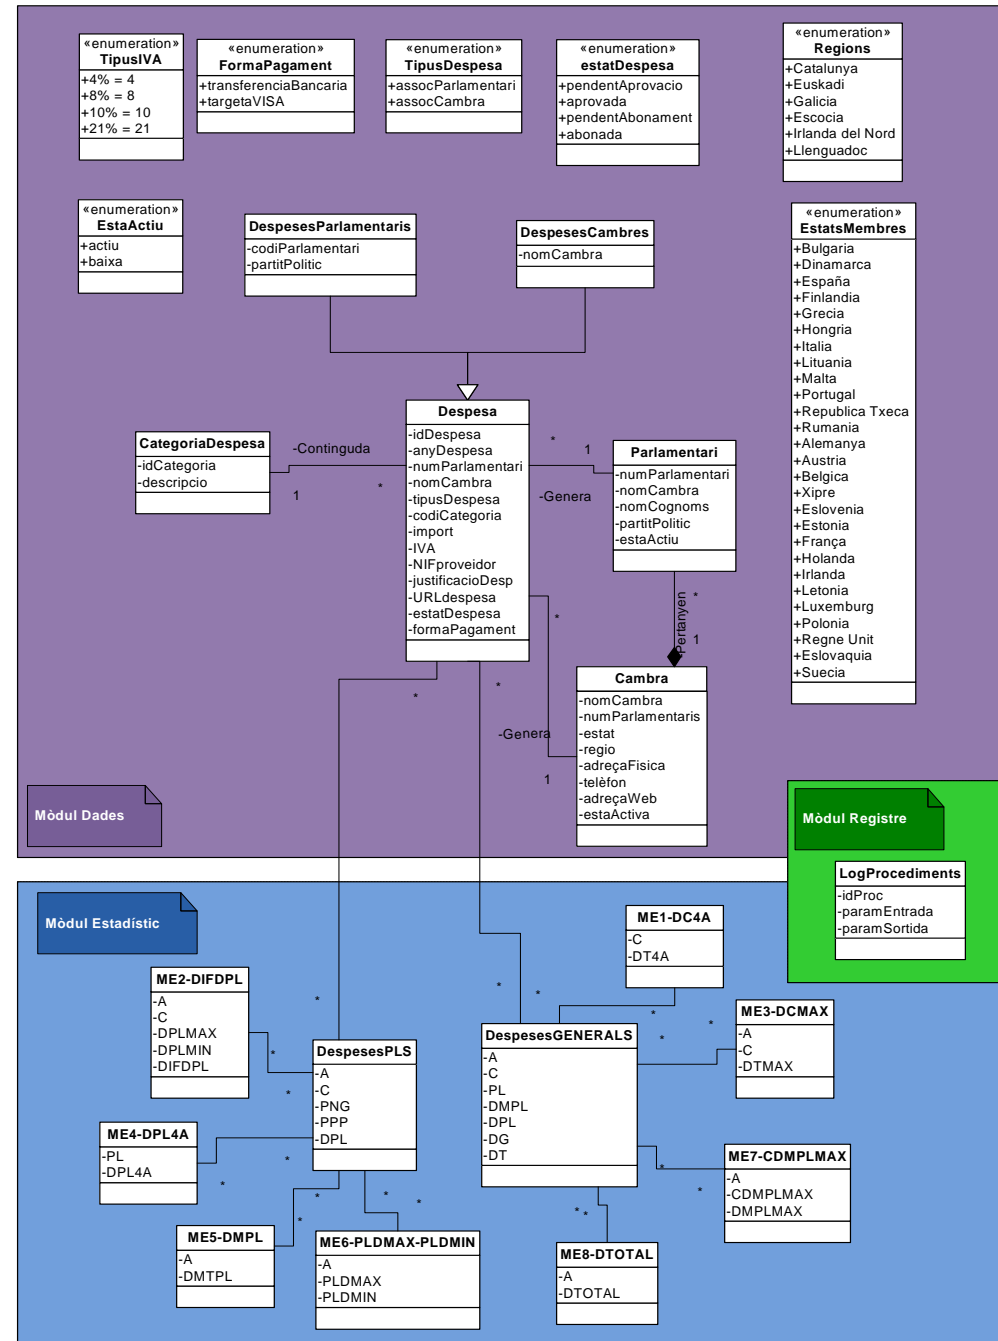 «enumeration»
TipusIVA
+4% = 4
+8% = 8
+10% = 10
+21% = 21
«enumeration»
FormaPagament
+transferenciaBancaria
+targetaVISA
«enumeration»
TipusDespesa
+assocParlamentari
+assocCambra
«enumeration»
estatDespesa
+pendentAprovacio
+aprovada
+pendentAbonament
+abonada
«enumeration»
Regions
+Catalunya
+Euskadi
+Galicia
+Escocia
+Irlanda del Nord
+Llenguadoc
«enumeration»
EstaActiu
+actiu
+baixa
DespesesParlamentaris
-codiParlamentari
-partitPolitic
DespesesCambres
-nomCambra
«enumeration»
EstatsMembres
+Bulgaria
+Dinamarca
+España
+Finlandia
+Grecia
+Hongria
+Italia
+Lituania
+Malta
+Portugal
+Republica Txeca
+Rumania
+Alemanya
+Austria
+Belgica
+Xipre
+Eslovenia
+Estonia
+França
+Holanda
+Irlanda
+Letonia
+Luxemburg
+Polonia
+Regne Unit
+Eslovaquia
+Suecia
CategoriaDespesa
-idCategoria
-descripcio
-Continguda
1
*
Despesa
-idDespesa
-anyDespesa
-numParlamentari
-nomCambra
-tipusDespesa
-codiCategoria
-import
-IVA
-NIFproveidor
-justificacioDesp
-URLdespesa
-estatDespesa
-formaPagament
*
1
-Genera
Parlamentari
-numParlamentari
-nomCambra
-nomCognoms
-partitPolitic
-estaActiu
*
-Pertanyen
1
*
-Genera
1
Cambra
-nomCambra
-numParlamentaris
-estat
-regio
-adreçaFisica
-telèfon
-adreçaWeb
-estaActiva
*
*
Mòdul Dades
Mòdul Registre
LogProcediments
-idProc
-paramEntrada
-paramSortida
Mòdul Estadístic
ME1-DC4A
-C
-DT4A
ME2-DIFDPL
-A
-C
-DPLMAX
-DPLMIN
-DIFDPL
*
*
*
*
*
*
*
*
*
DespesesPLS
-A
-C
-PNG
-PPP
-DPL
DespesesGENERALS
-A
-C
-PL
-DMPL
-DPL
-DG
-DT
ME3-DCMAX
-A
-C
-DTMAX
ME4-DPL4A
-PL
-DPL4A
*
*
*
*
*
*
*
*
ME7-CDMPLMAX
-A
-CDMPLMAX
-DMPLMAX
ME5-DMPL
-A
-DMTPL
ME6-PLDMAX-PLDMIN
-A
-PLDMAX
-PLDMIN
*
*
ME8-DTOTAL
-A
-DTOTAL